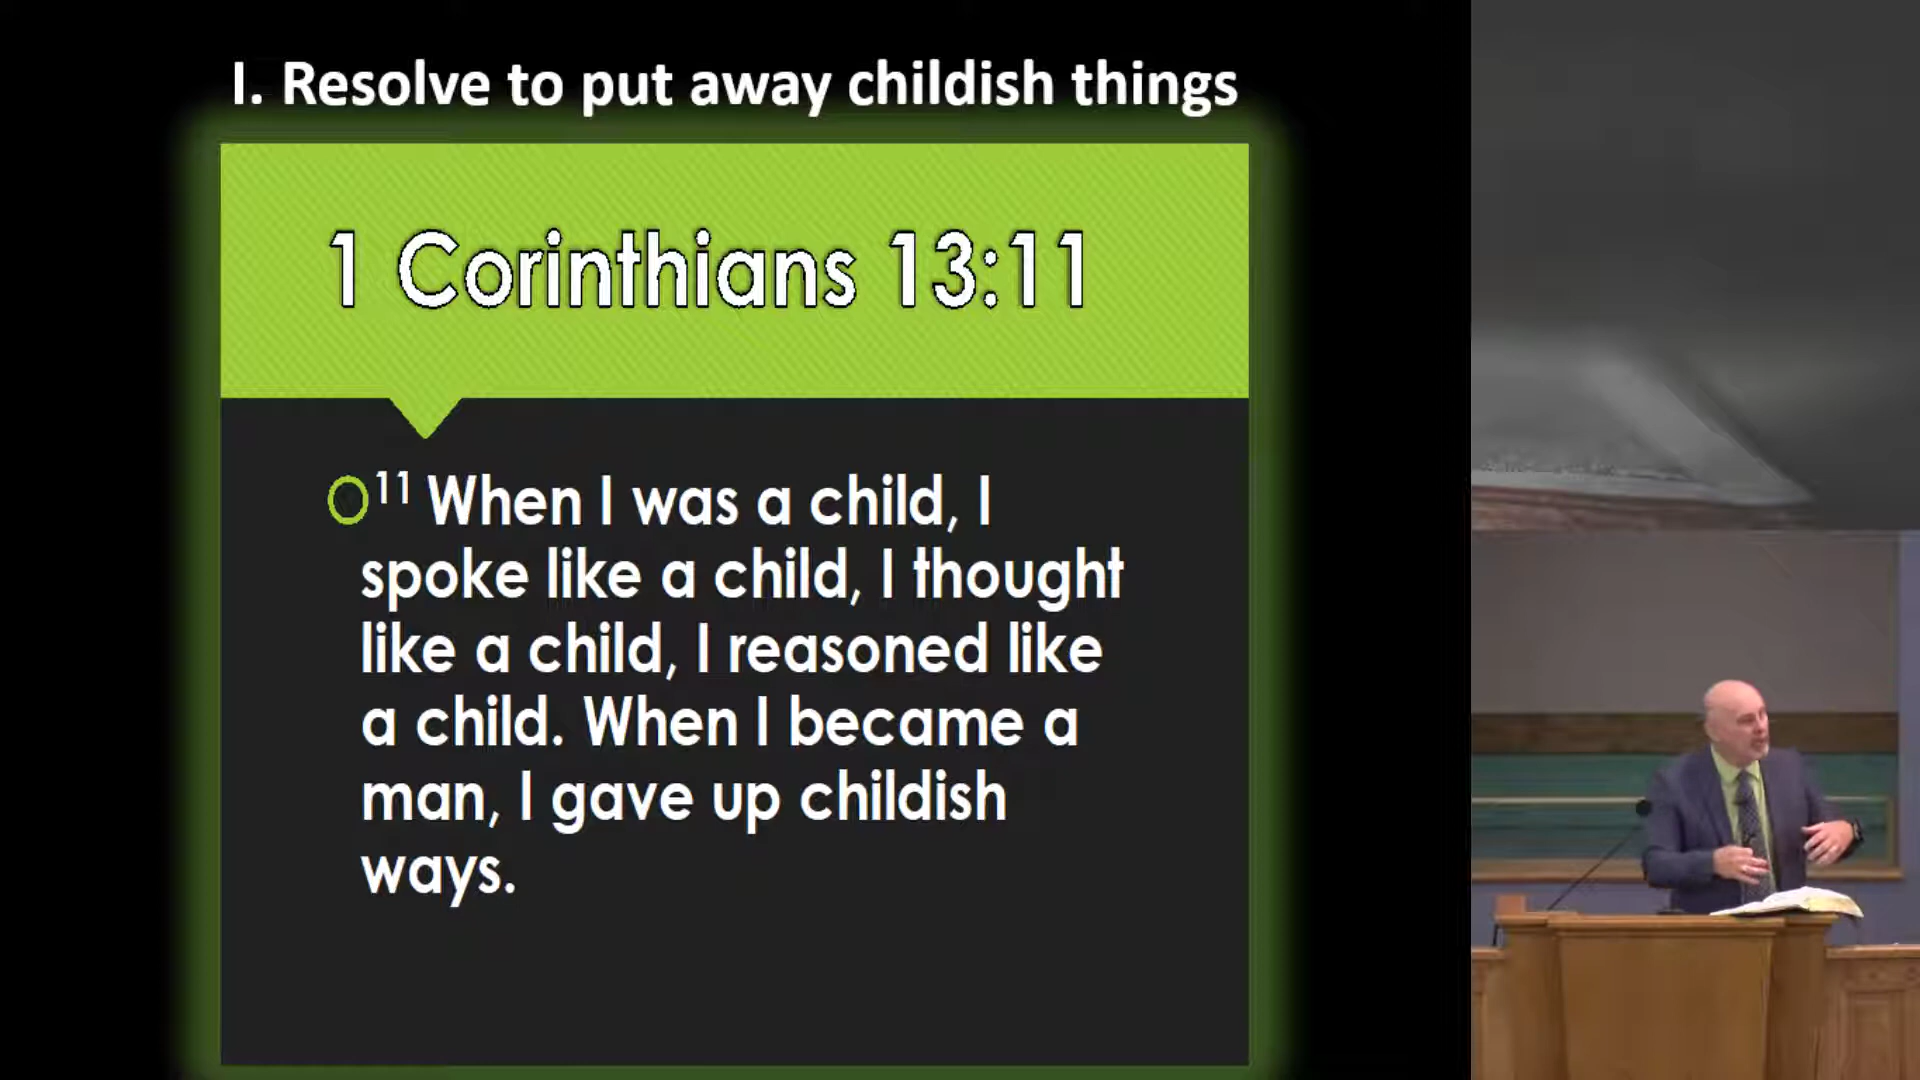 I. Resolve to put away childish things
1 Corinthians 13:11
11 When I was a child, I
spoke like a child, I thought
like a child, I reasoned like
a child. When I became a
man, I gave up childish
ways.